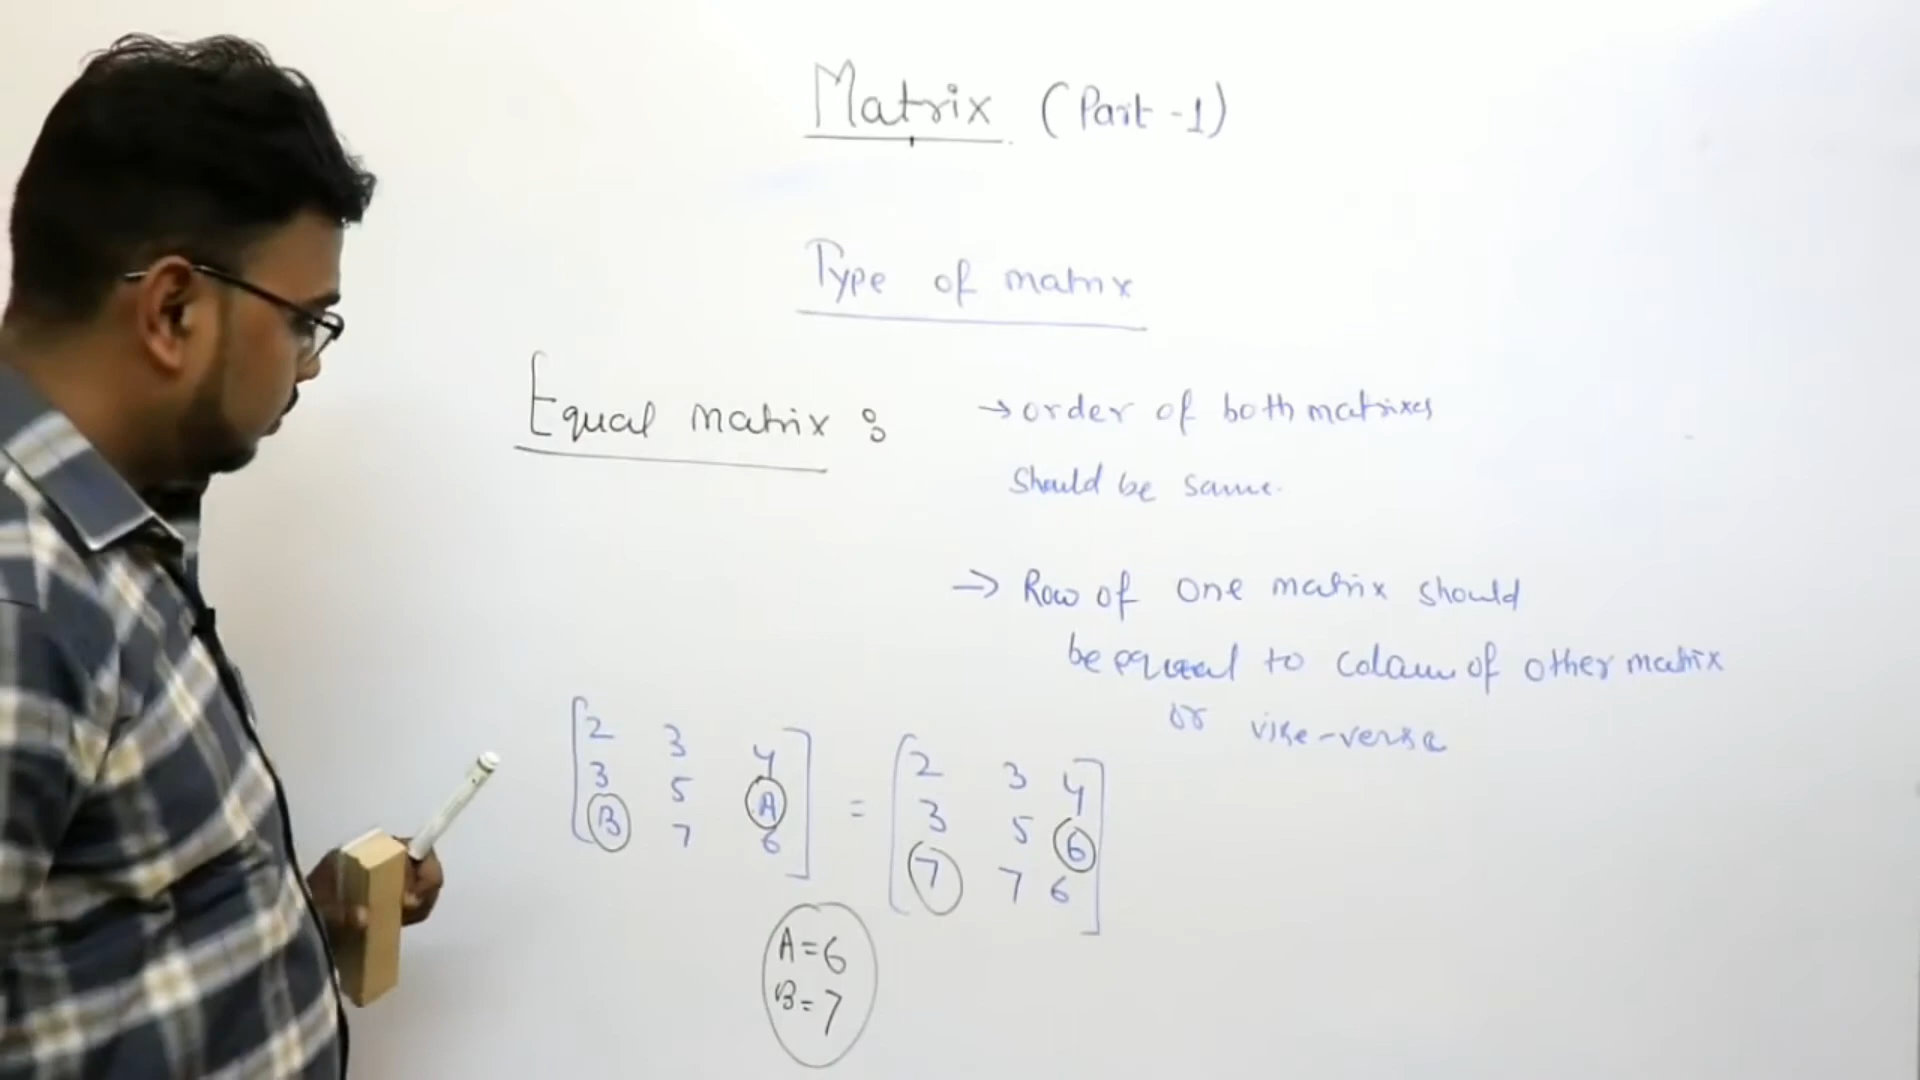 Matrix (Part-1)
Type of matrix
Equal matrix :
→ order of both matrixes
should be same.
→ Row of one matrix should
be equal to colaum of other matrix
or vise-versa
2 3 4
3 5 A
B 7 6
=
2 3 4
3 5 6
7 7 6
A=6
B=7